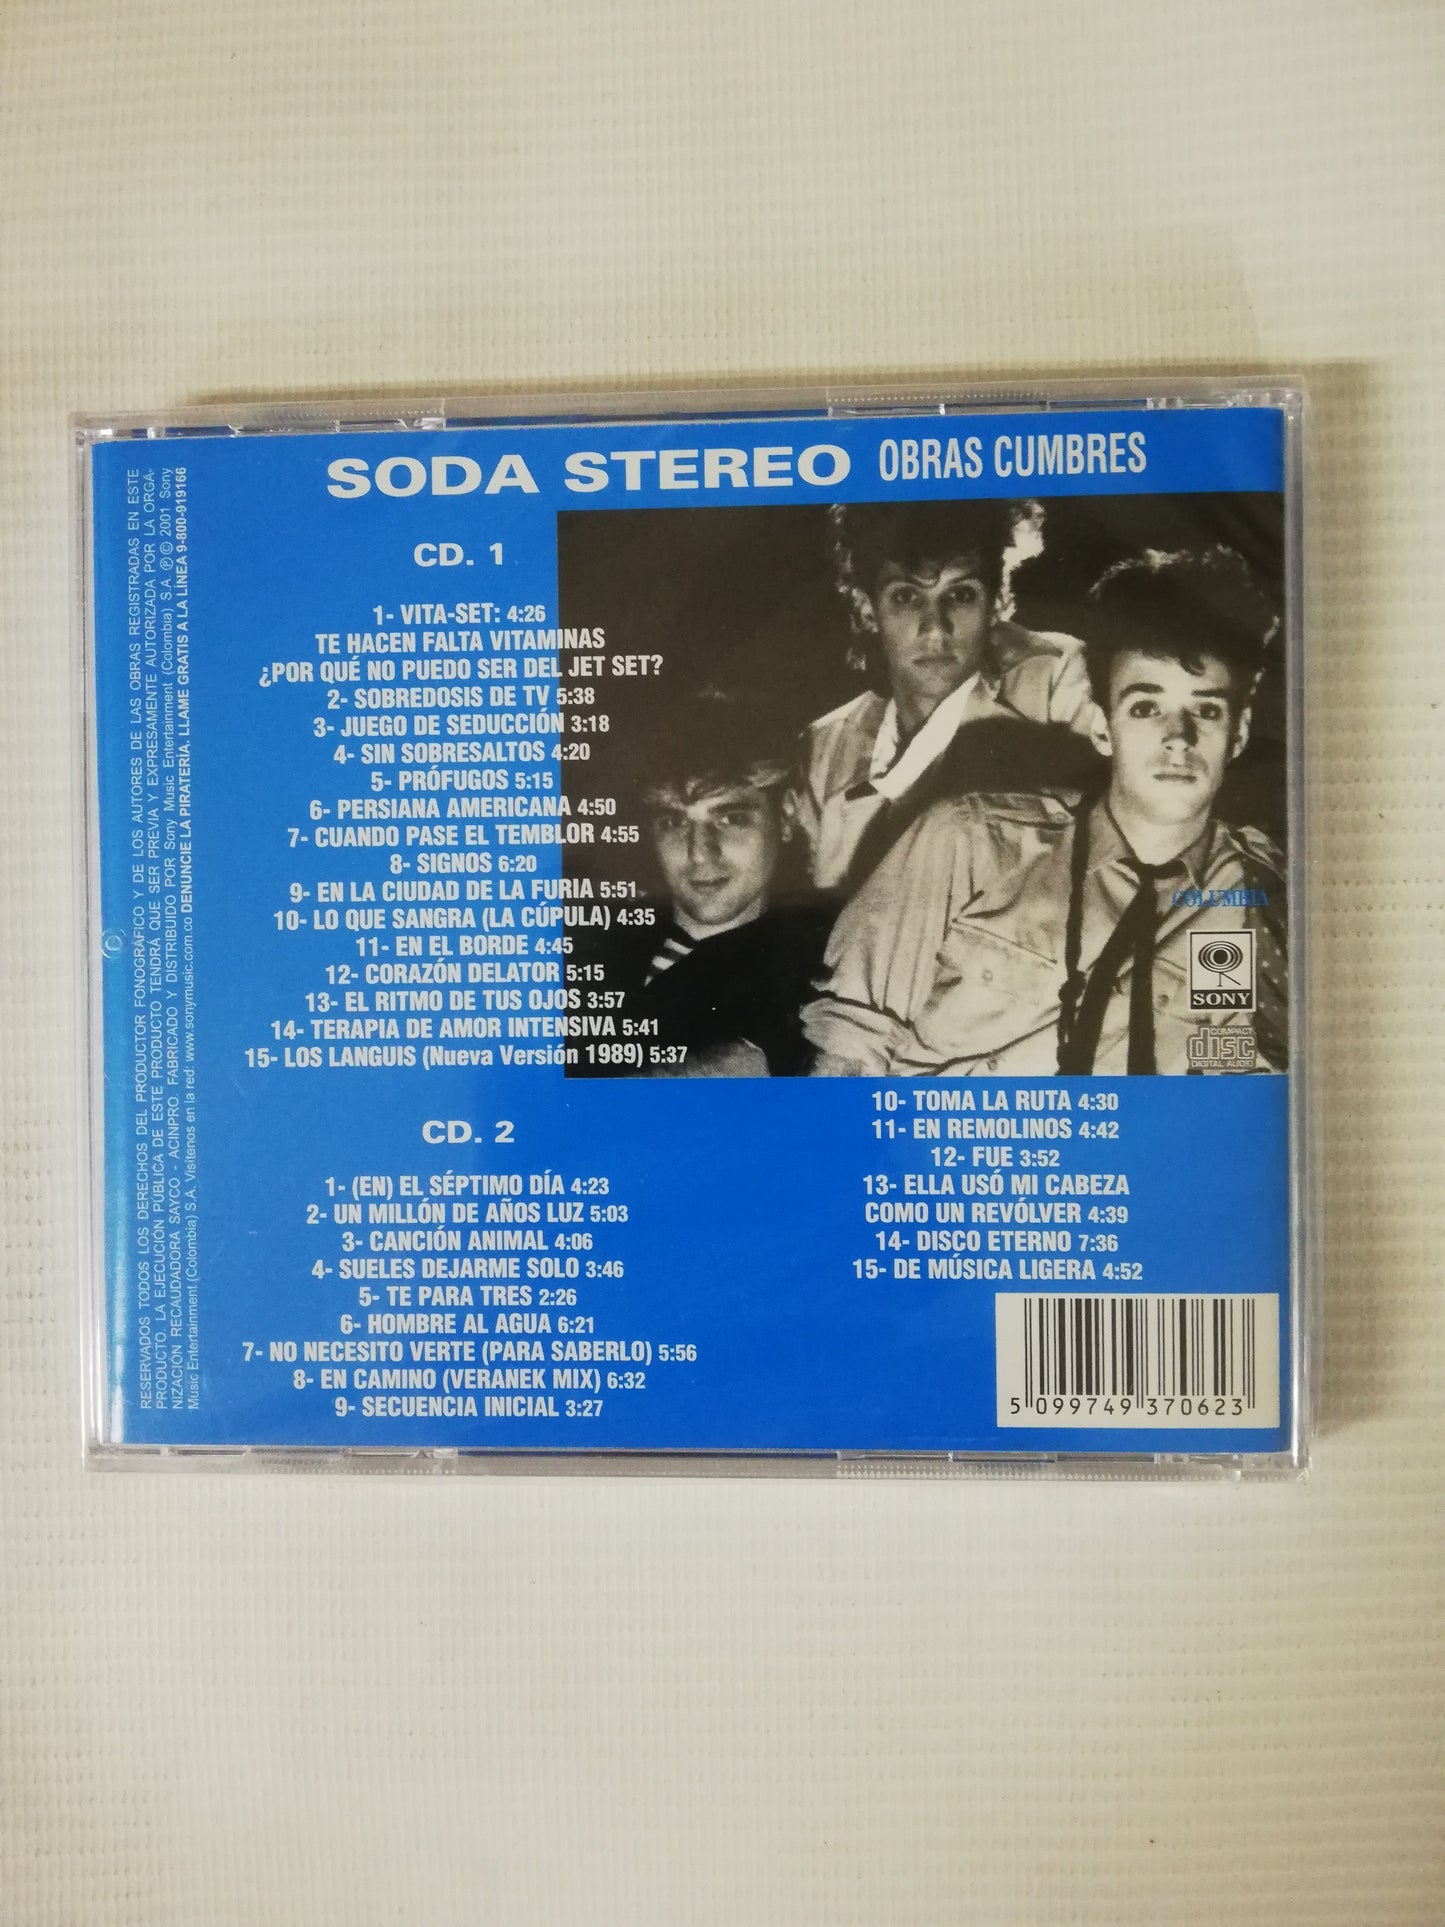 SODA STEREO OBRAS CUMBRES
CD. 1
1- VITA-SET: 4:26
TE HACEN FALTA VITAMINAS
¿POR QUÉ NO PUEDO SER DEL JET SET?
2- SOBREDOSIS DE TV 5:38
3- JUEGO DE SEDUCCIÓN 3:18
4- SIN SOBRESALTOS 4:20
5- PRÓFUGOS 5:15
6- PERSIANA AMERICANA 4:50
7- CUANDO PASE EL TEMBLOR 4:55
8- SIGNOS 6:20
9- EN LA CIUDAD DE LA FURIA 5:51
10- LO QUE SANGRA (LA CÚPULA) 4:35
11- EN EL BORDE 4:45
12- CORAZÓN DELATOR 5:15
13- EL RITMO DE TUS OJOS 3:57
14- TERAPIA DE AMOR INTENSIVA 5:41
15- LOS LANGUIS (Nueva Versión 1989) 5:37
CD. 2
1- (EN) EL SÉPTIMO DÍA 4:23
2- UN MILLÓN DE AÑOS LUZ 5:03
3- CANCIÓN ANIMAL 4:06
4- SUELES DEJARME SOLO 3:46
5- TE PARA TRES 2:26
6- HOMBRE AL AGUA 6:21
7- NO NECESITO VERTE (PARA SABERLO) 5:56
8- EN CAMINO (VERANEK MIX) 6:32
9- SECUENCIA INICIAL 3:27
10- TOMA LA RUTA 4:30
11- EN REMOLINOS 4:42
12- FUE 3:52
13- ELLA USÓ MI CABEZA
COMO UN REVÓLVER 4:39
14- DISCO ETERNO 7:36
15- DE MÚSICA LIGERA 4:52
COLUMBIA
SONY
COMPACT
disc
DIGITAL AUDIO
5 099749 370623
RESERVADOS TODOS LOS DERECHOS DEL PRODUCTOR FONOGRÁFICO Y DE LOS AUTORES DE LAS OBRAS REGISTRADAS EN ESTE
PRODUCTO. LA EJECUCIÓN PÚBLICA DE ESTE PRODUCTO TENDRÁ QUE SER PREVIA Y EXPRESAMENTE AUTORIZADA POR LA ORGA-
NIZACIÓN RECAUDADORA SAYCO - ACINPRO. FABRICADO Y DISTRIBUIDO POR Sony Music Entertainment (Colombia) S.A. ℗ © 2001 Sony
Music Entertainment (Colombia) S.A. Visítenos en la red: www.sonymusic.com.co DENUNCIE LA PIRATERÍA, LLAME GRATIS A LA LÍNEA 9-800-919166